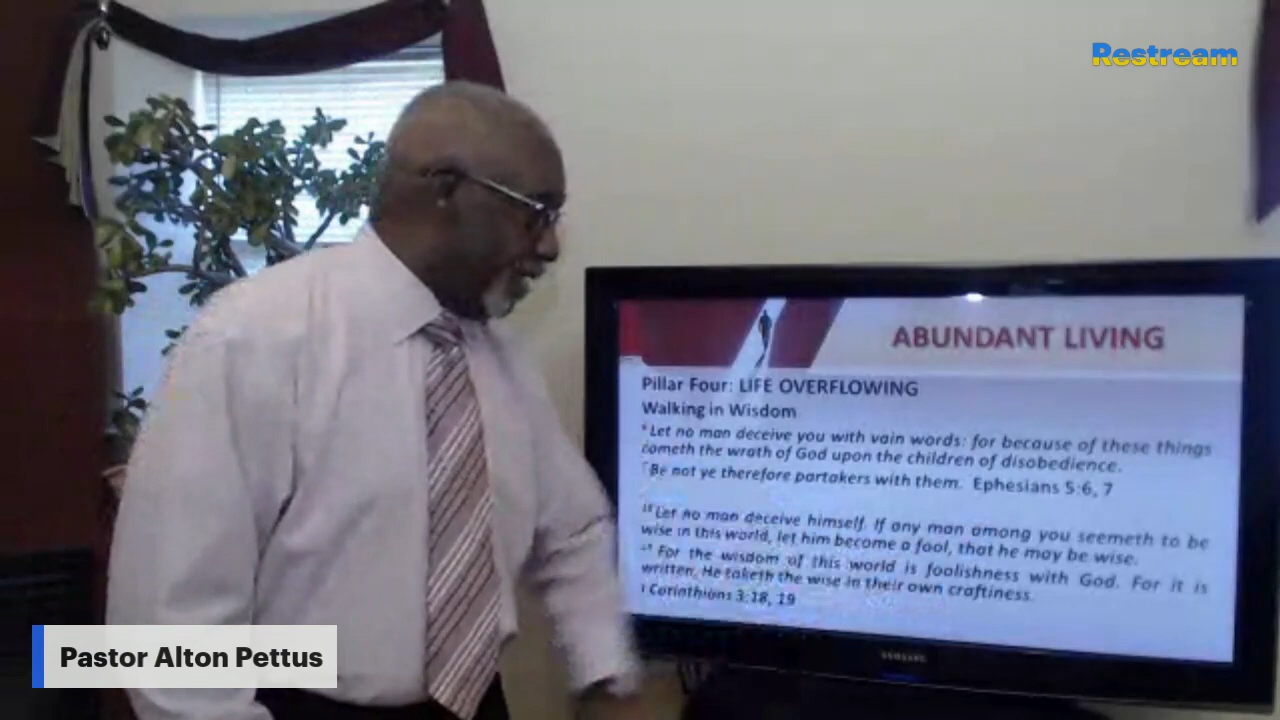 Restream
ABUNDANT LIVING
Pillar Four: LIFE OVERFLOWING
Walking in Wisdom
6 Let no man deceive you with vain words: for because of these things
cometh the wrath of God upon the children of disobedience.
7 Be not ye therefore partakers with them. Ephesians 5:6, 7
18 Let no man deceive himself. If any man among you seemeth to be
wise in this world, let him become a fool, that he may be wise.
19 For the wisdom of this world is foolishness with God. For it is
written, He taketh the wise in their own craftiness.
I Corinthians 3:18, 19
SAMSUNG
Pastor Alton Pettus